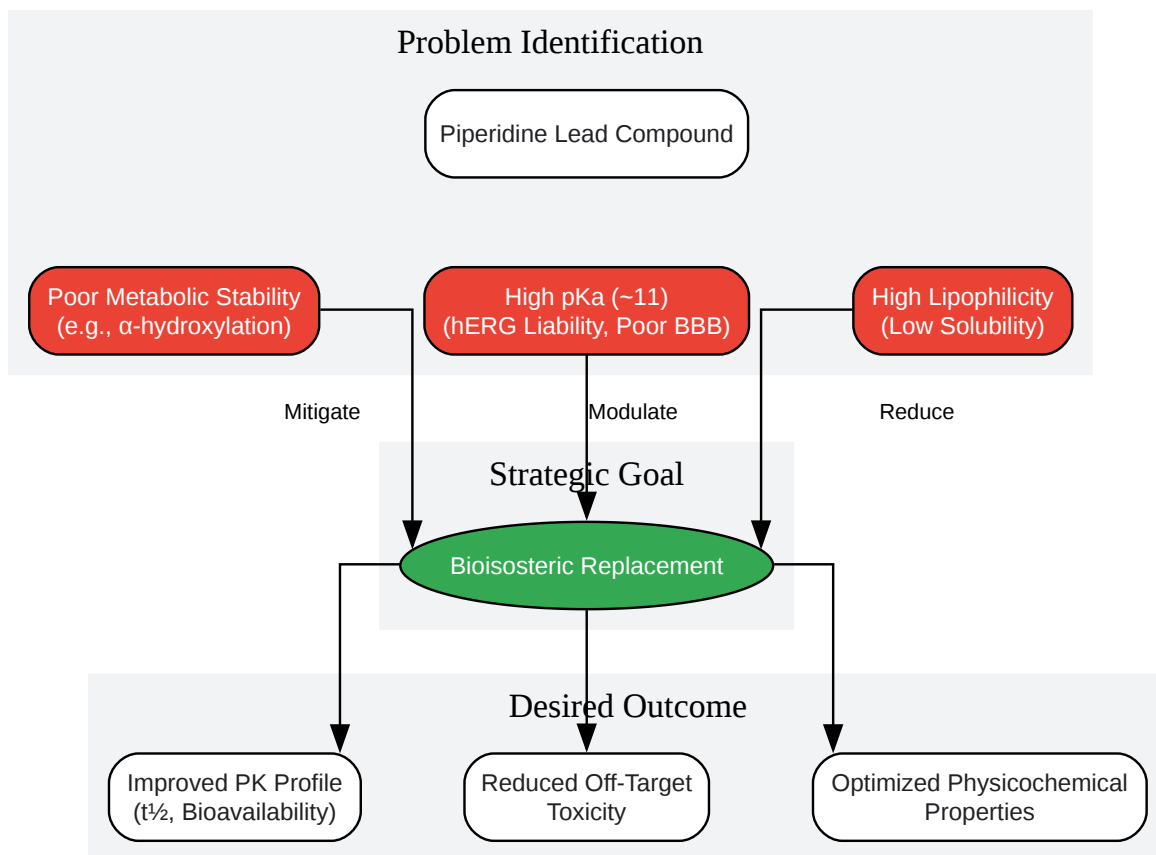 Problem Identification
Piperidine Lead Compound
Poor Metabolic Stability
(e.g., α-hydroxylation)
High pKa (~11)
(hERG Liability, Poor BBB)
High Lipophilicity
(Low Solubility)
Mitigate
Modulate
Reduce
Strategic Goal
Bioisosteric Replacement
Desired Outcome
Improved PK Profile
(t½, Bioavailability)
Reduced Off-Target
Toxicity
Optimized Physicochemical
Properties